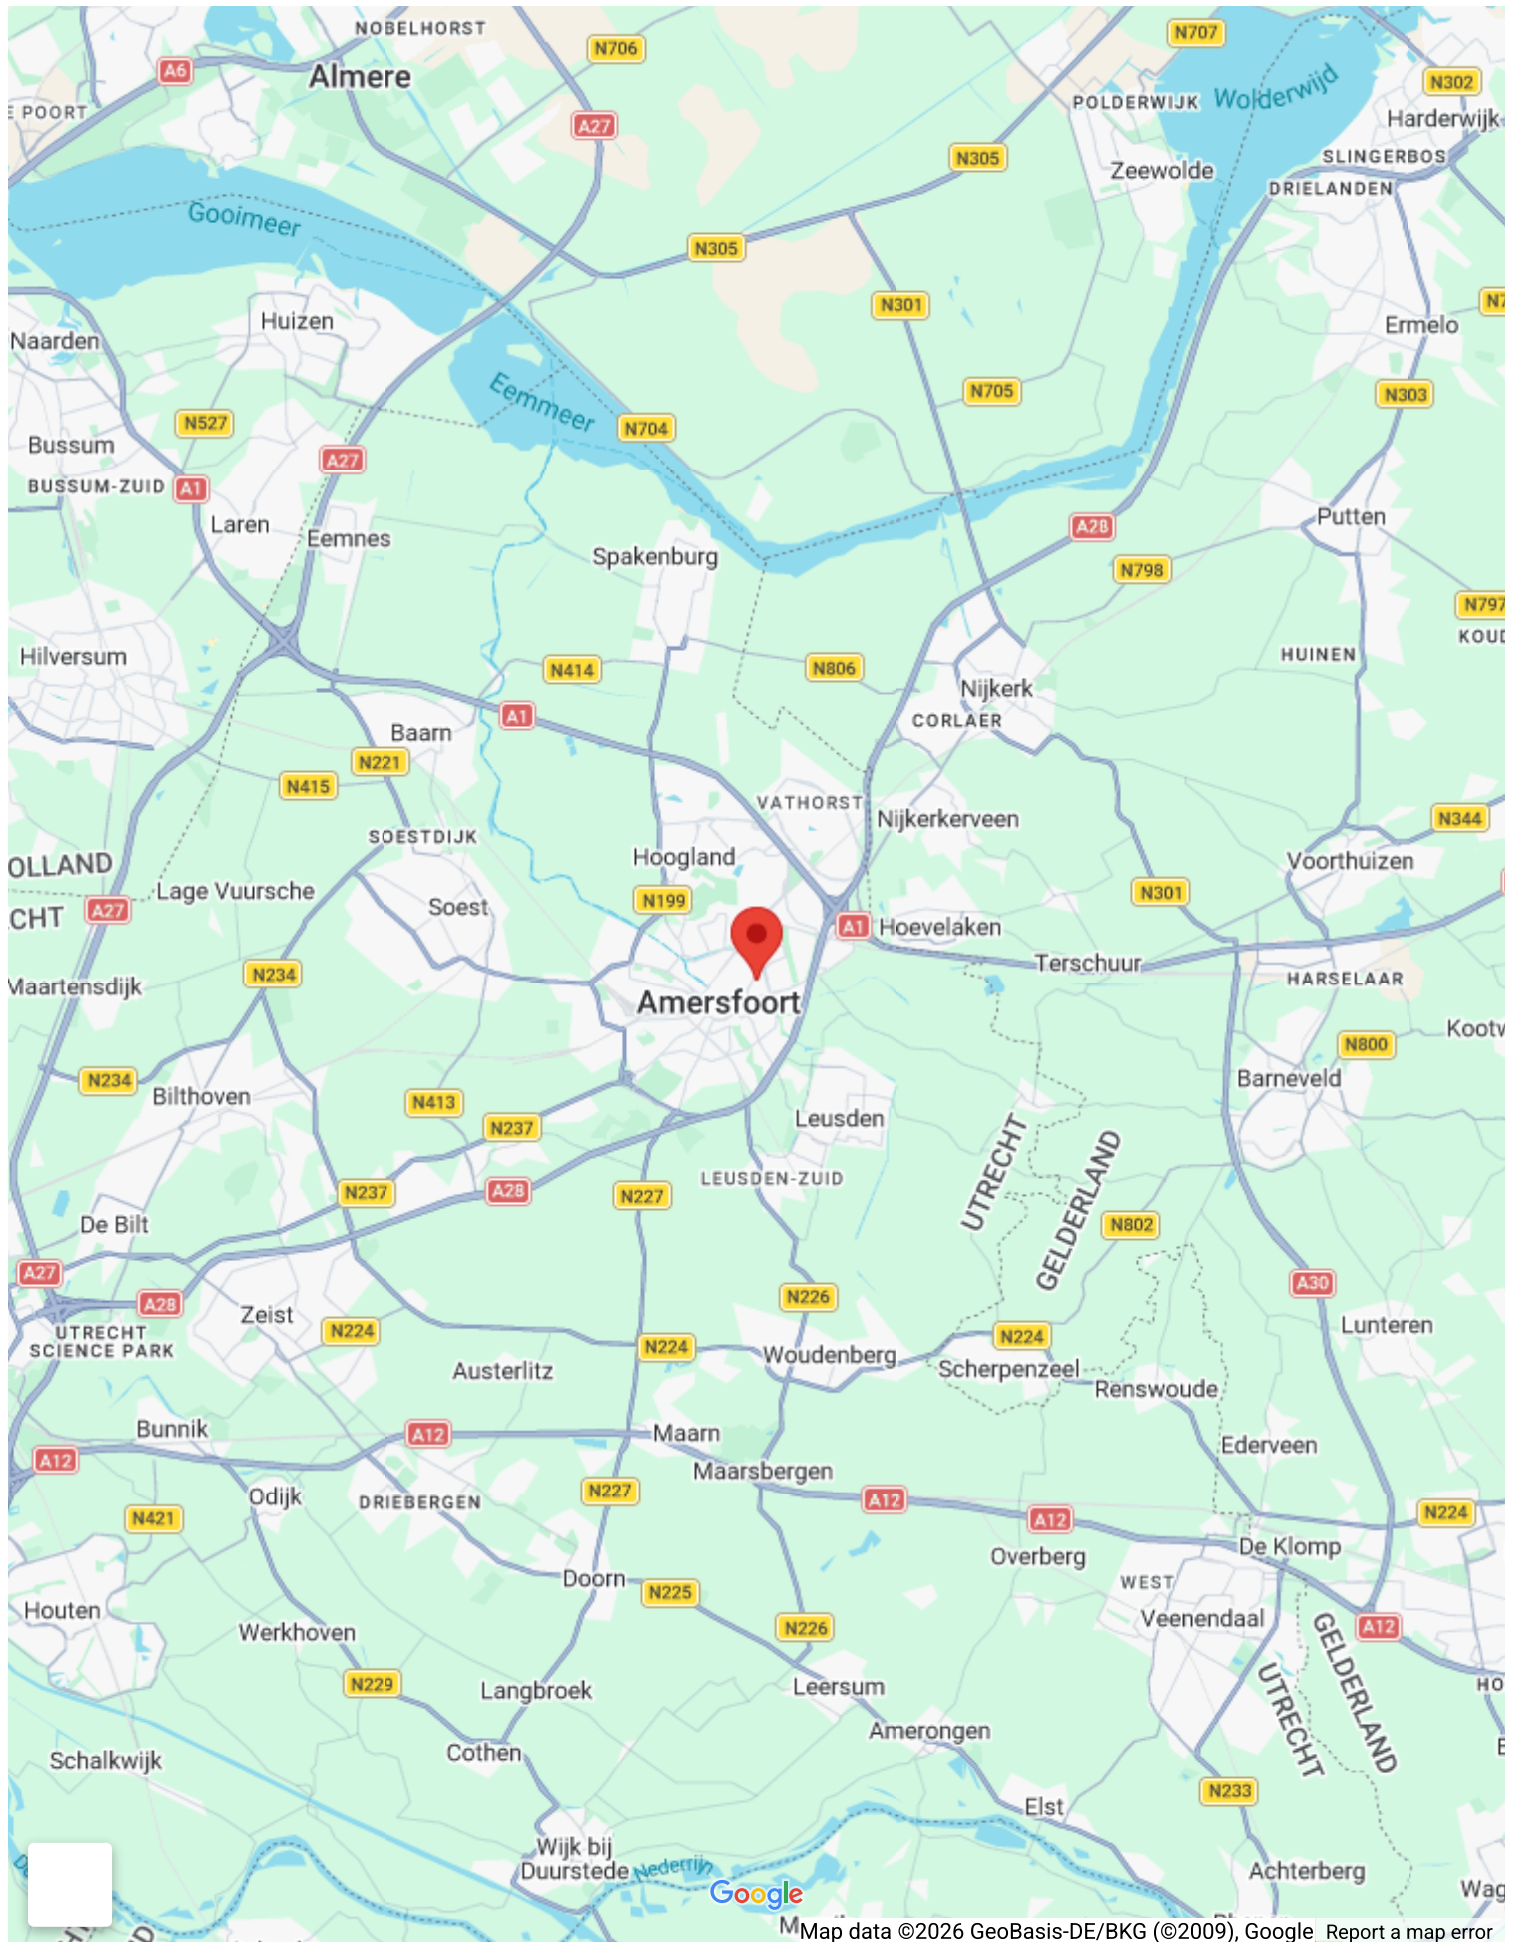 NOBELHORST
N706
N707
A6
Almere
N302
E POORT
A27
POLDERWIJK
Wolderwijd
Harderwijk
N305
SLINGERBOS
Zeewolde
DRIELANDEN
Gooimeer
N305
N301
Huizen
Ermelo
Naarden
Eemmeer
N705
N303
N527
N704
Bussum
A27
BUSSUM-ZUID
A1
Laren
Eemnes
Putten
A28
Spakenburg
N798
N797
KOUD
Hilversum
HUINEN
N414
N806
Nijkerk
A1
CORLAER
Baarn
N221
N415
VATHORST
Nijkerkerveen
N344
SOESTDIJK
Hoogland
Voorthuizen
OLLAND
Lage Vuursche
N199
N301
Soest
CHT
A27
A1
Hoevelaken
Terschuur
N234
HARSELAAR
Maartensdijk
Amersfoort
Kootw
N800
N234
Barneveld
Bilthoven
N413
Leusden
N237
UTRECHT
GELDERLAND
LEUSDEN-ZUID
N237
A28
N227
De Bilt
N802
A27
A30
N226
A28
Zeist
N224
UTRECHT
SCIENCE PARK
N224
N224
Lunteren
Woudenberg
Austerlitz
Scherpenzeel
Renswoude
Bunnik
A12
Maarn
Ederveen
A12
Maarsbergen
N227
Odijk
DRIEBERGEN
A12
N421
A12
N224
De Klomp
Overberg
Doorn
WEST
N225
Houten
Veenendaal
Werkhoven
N226
A12
GELDERLAND
UTRECHT
N229
Langbroek
Leersum
HO
Amerongen
Cothen
Schalkwijk
N233
Elst
Wijk bij
Duurstede
Nederrijn
Achterberg
Wag
Google
Map data ©2026 GeoBasis-DE/BKG (©2009), Google
Report a map error